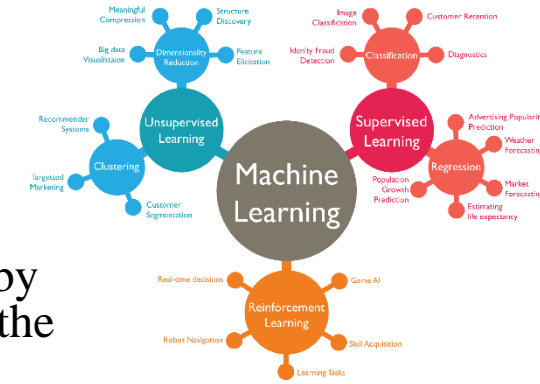 Meaningful
Compression
Structure
Discovery
Big data
Visualistaion
Dimensionality
Reduction
Feature
Elicitation
Unsupervised
Learning
Recommender
Systems
Clustering
Targetted
Marketing
Customer
Segmentation
Image
Classification
Customer Retention
Idenity Fraud
Detection
Classification
Diagnostics
Supervised
Learning
Advertising Popularity
Prediction
Weather
Forecasting
Regression
Population
Growth
Prediction
Market
Forecasting
Estimating
life expectancy
Machine
Learning
Real-time decisions
Game AI
Reinforcement
Learning
Robot Navigation
Skill Acquisition
Learning Tasks
by
the